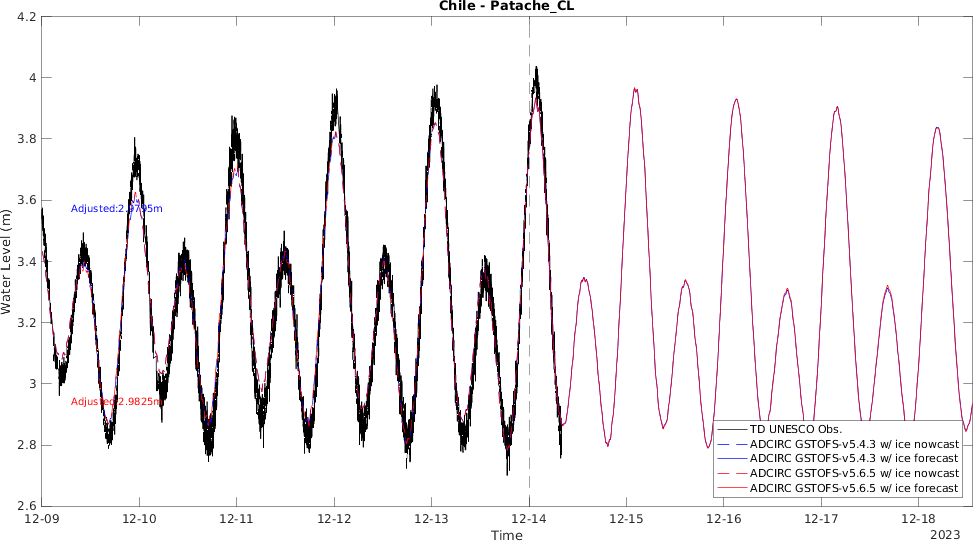 Chile - Patache_CL
4.2
4
3.8
3.6
3.4
3.2
3
2.8
2.6
Water Level (m)
Adjusted:2.9795m
Adjusted:2.9825m
TD UNESCO Obs.
ADCIRC GSTOFS-v5.4.3 w/ ice nowcast
ADCIRC GSTOFS-v5.4.3 w/ ice forecast
ADCIRC GSTOFS-v5.6.5 w/ ice nowcast
ADCIRC GSTOFS-v5.6.5 w/ ice forecast
12-09 12-10 12-11 12-12 12-13 12-14 12-15 12-16 12-17 12-18
Time
2023